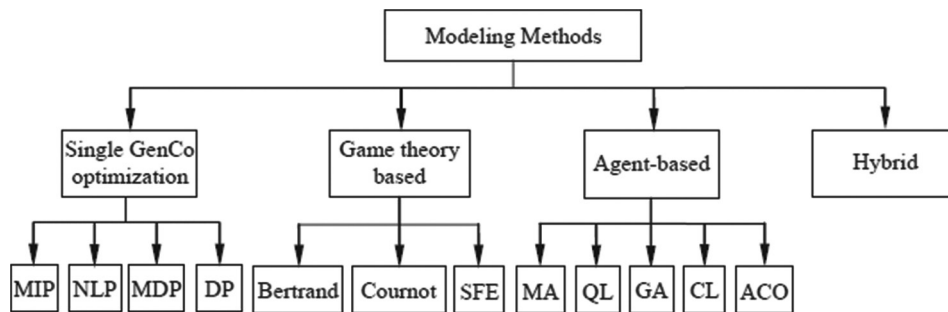 Modeling Methods
Single GenCo
optimization
Game theory
based
Agent-based
Hybrid
MIP
NLP
MDP
DP
Bertrand
Cournot
SFE
MA
QL
GA
CL
ACO